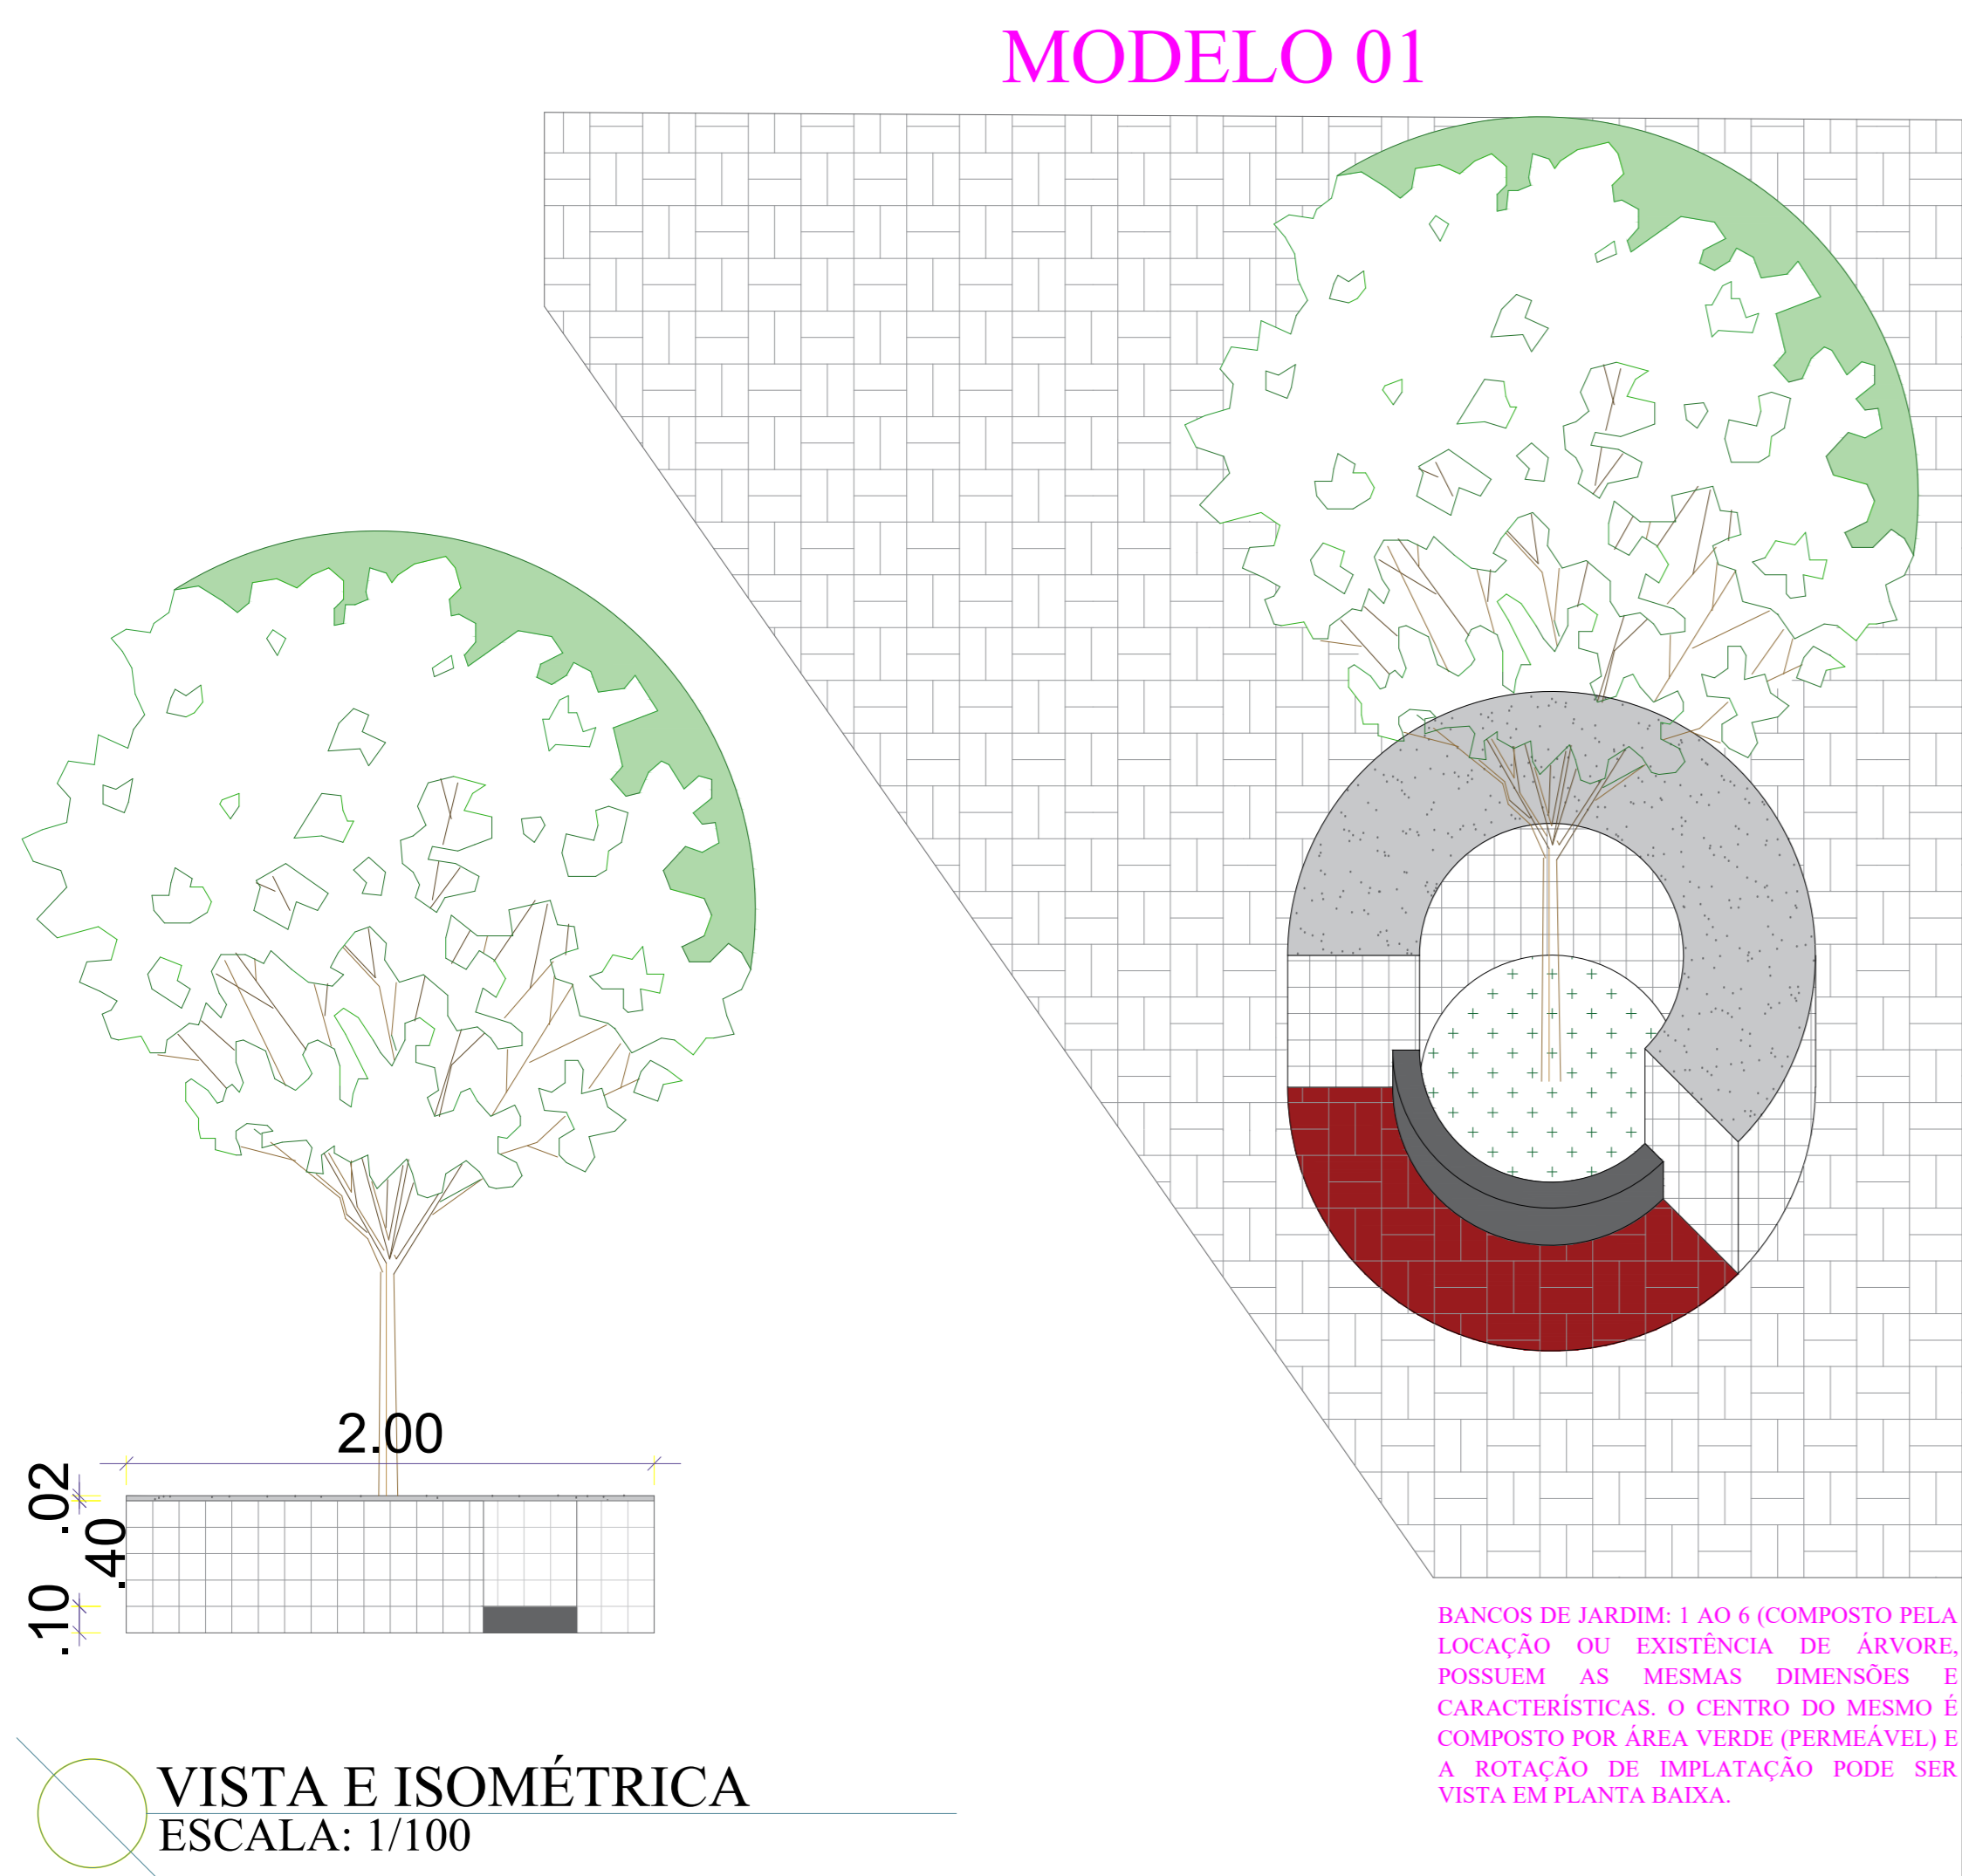 MODELO 01
2.00
.02
.40
.10
BANCOS DE JARDIM: 1 AO 6 (COMPOSTO PELA
LOCAÇÃO OU EXISTÊNCIA DE ÁRVORE,
POSSUEM AS MESMAS DIMENSÕES E
CARACTERÍSTICAS. O CENTRO DO MESMO É
COMPOSTO POR ÁREA VERDE (PERMEÁVEL) E
A ROTAÇÃO DE IMPLATAÇÃO PODE SER
VISTA EM PLANTA BAIXA.
VISTA E ISOMÉTRICA
ESCALA: 1/100